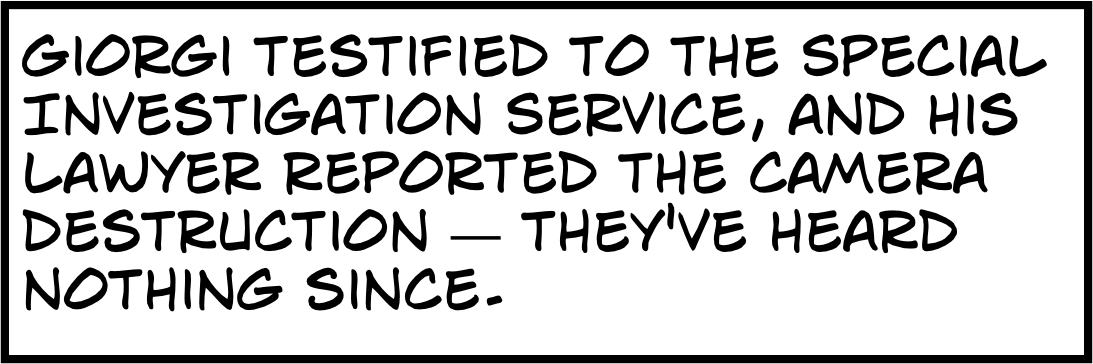 GIORGI TESTIFIED TO THE SPECIAL
INVESTIGATION SERVICE, AND HIS
LAWYER REPORTED THE CAMERA
DESTRUCTION — THEY'VE HEARD
NOTHING SINCE.